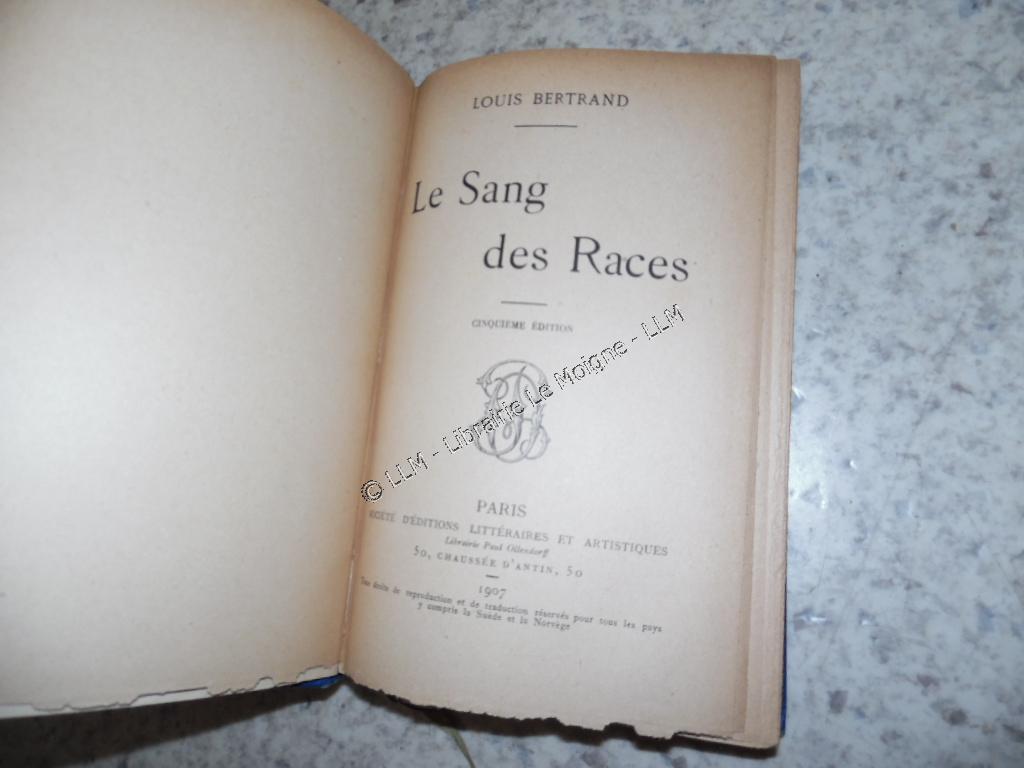 LOUIS BERTRAND
Le Sang
des Races
CINQUIÈME ÉDITION
© LLM - Librairie Le Moigne - LLM
PARIS
SOCIÉTÉ D'ÉDITIONS LITTÉRAIRES ET ARTISTIQUES
Librairie Paul Ollendorff
50, CHAUSSÉE D'ANTIN, 50
1907
Tous droits de reproduction et de traduction réservés pour tous les pays
y compris la Suède et la Norvège